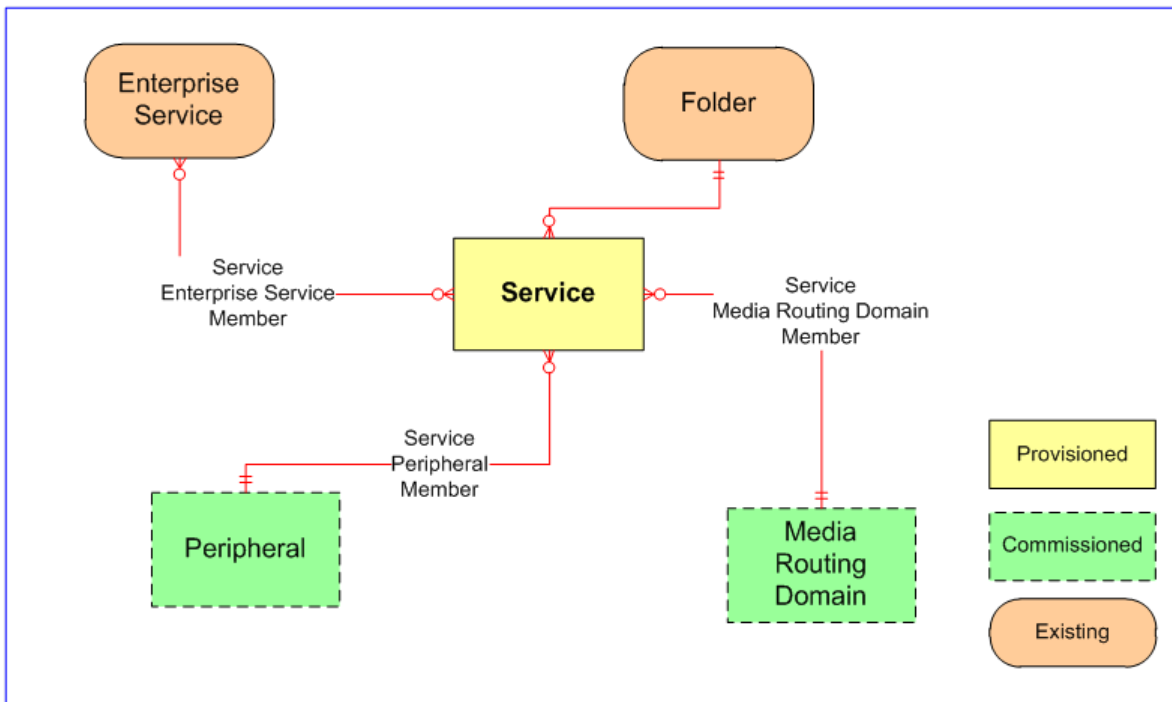 Enterprise
Service
Folder
Service
Enterprise Service
Member
Service
Service
Media Routing Domain
Member
Service
Peripheral
Member
Peripheral
Media
Routing
Domain
Provisioned
Commissioned
Existing